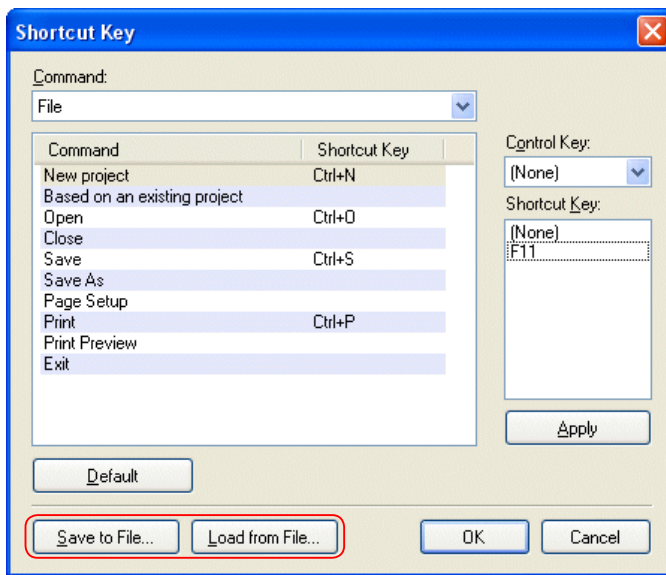 Shortcut Key
Command:
File
Command Shortcut Key
New project Ctrl+N
Based on an existing project
Open Ctrl+O
Close
Save Ctrl+S
Save As
Page Setup
Print Ctrl+P
Print Preview
Exit
Control Key:
(None)
Shortcut Key:
(None)
F11
Apply
Default
Save to File... Load from File... OK Cancel